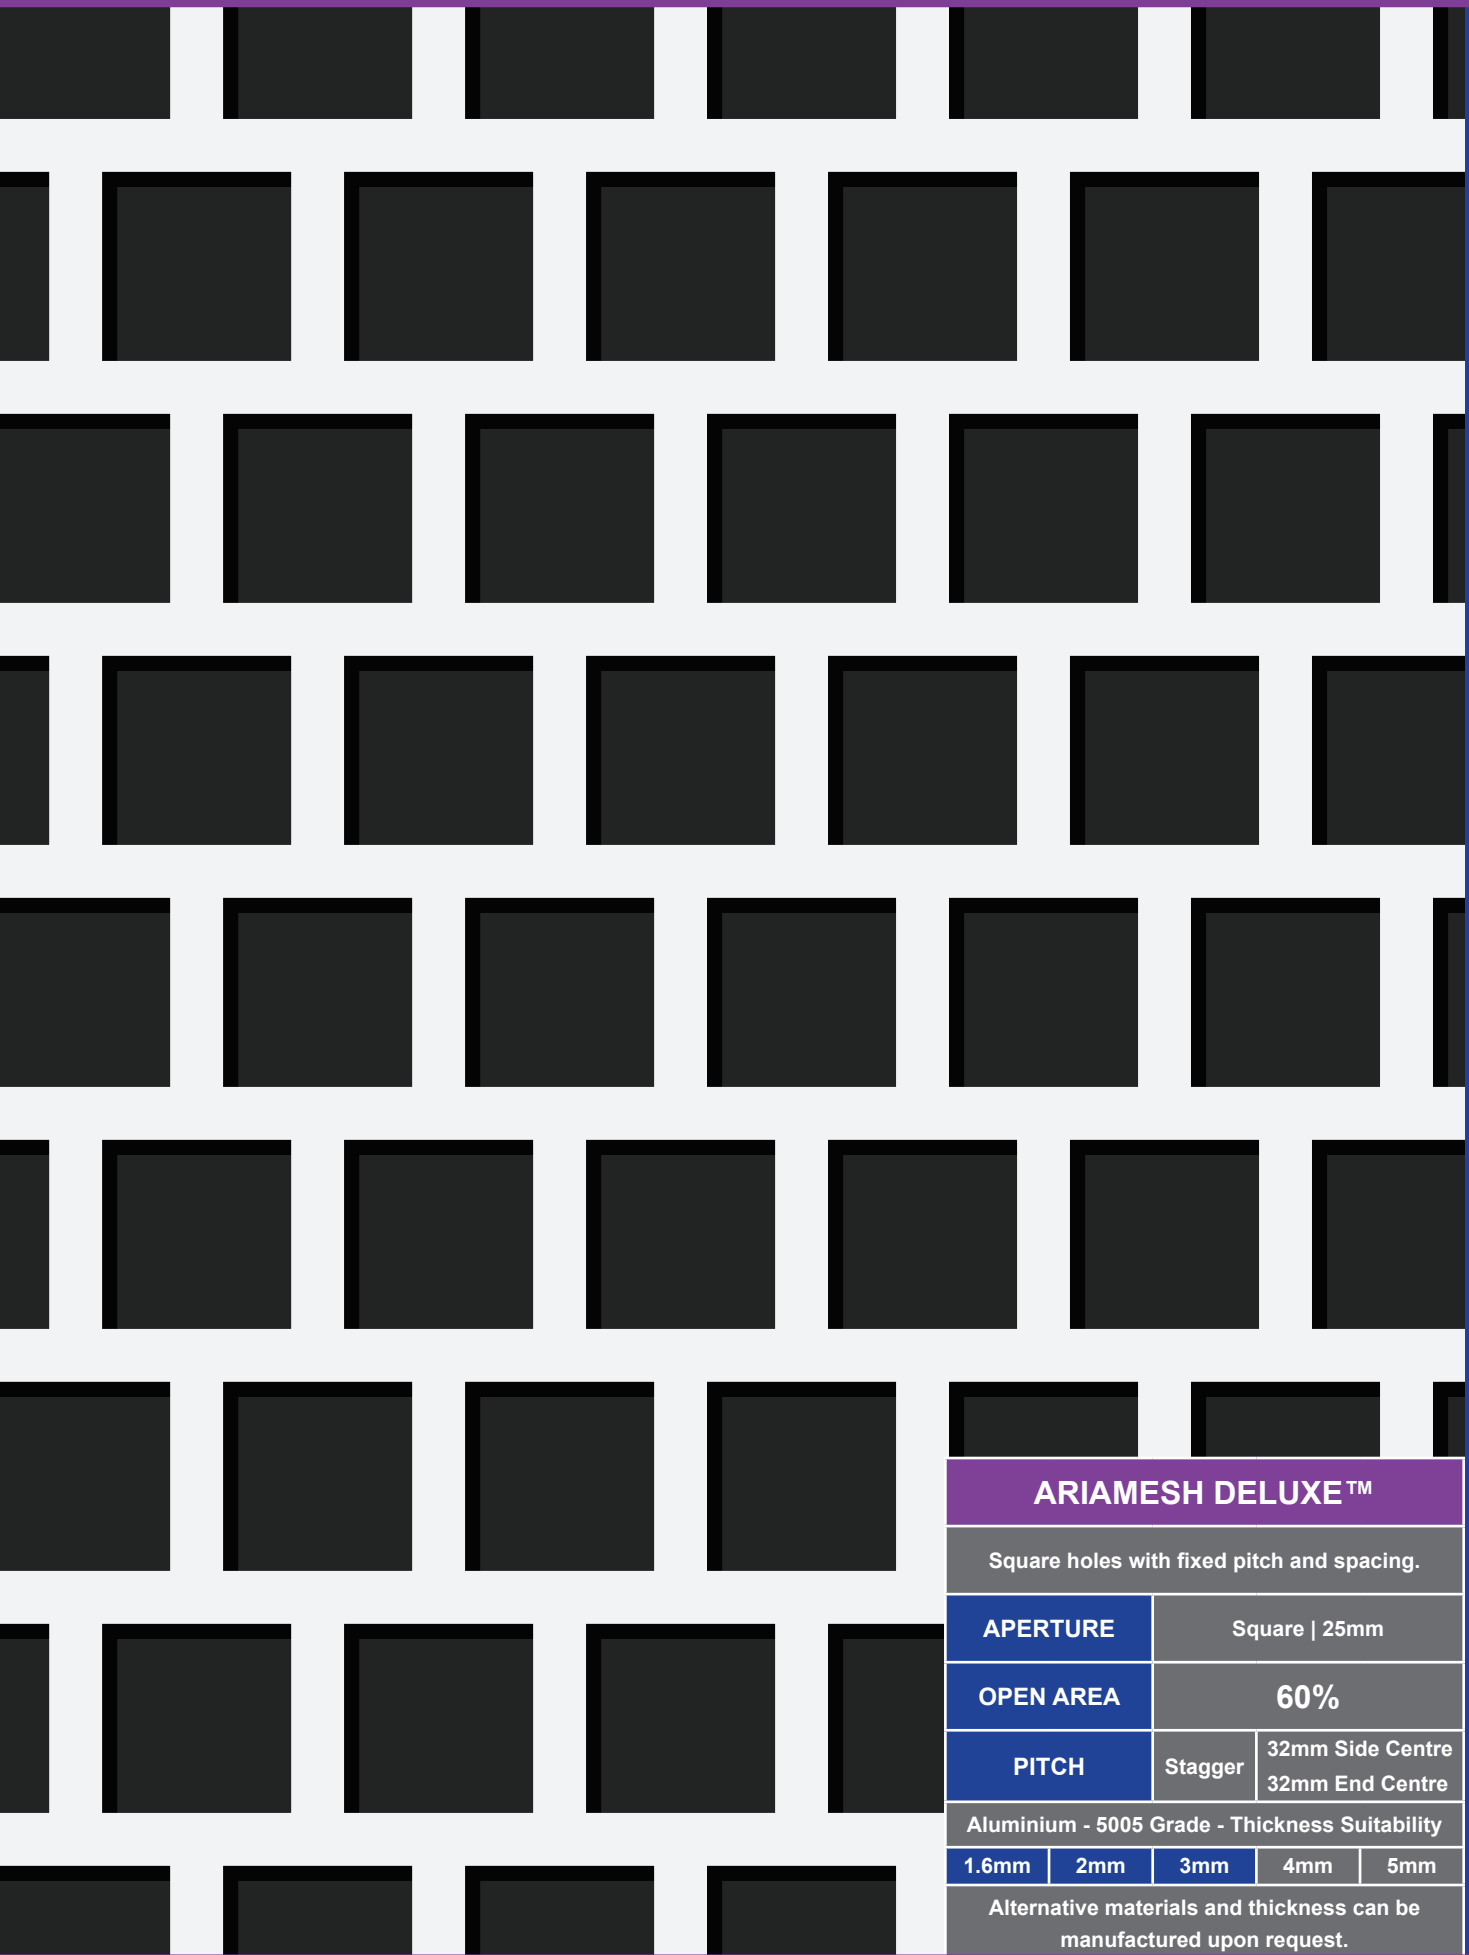 ARIAMESH DELUXE™
Square holes with fixed pitch and spacing.
APERTURE
Square | 25mm
OPEN AREA
60%
PITCH
Stagger
32mm Side Centre
32mm End Centre
Aluminium - 5005 Grade - Thickness Suitability
1.6mm 2mm 3mm 4mm 5mm
Alternative materials and thickness can be
manufactured upon request.